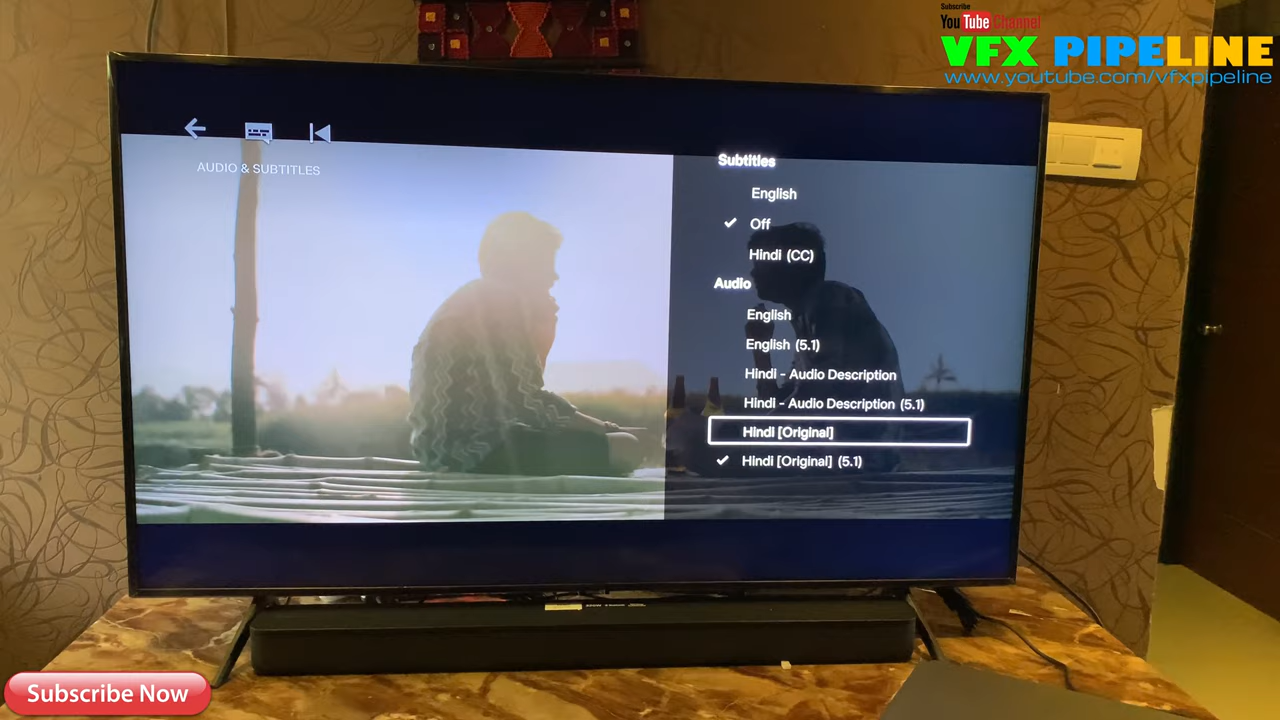 Subscribe
YouTube Channel
VFX PIPELINE
www.youtube.com/vfxpipeline
AUDIO & SUBTITLES
Subtitles
English
Off
Hindi (CC)
Audio
English
English (5.1)
Hindi - Audio Description
Hindi - Audio Description (5.1)
Hindi [Original]
Hindi [Original] (5.1)
Subscribe Now